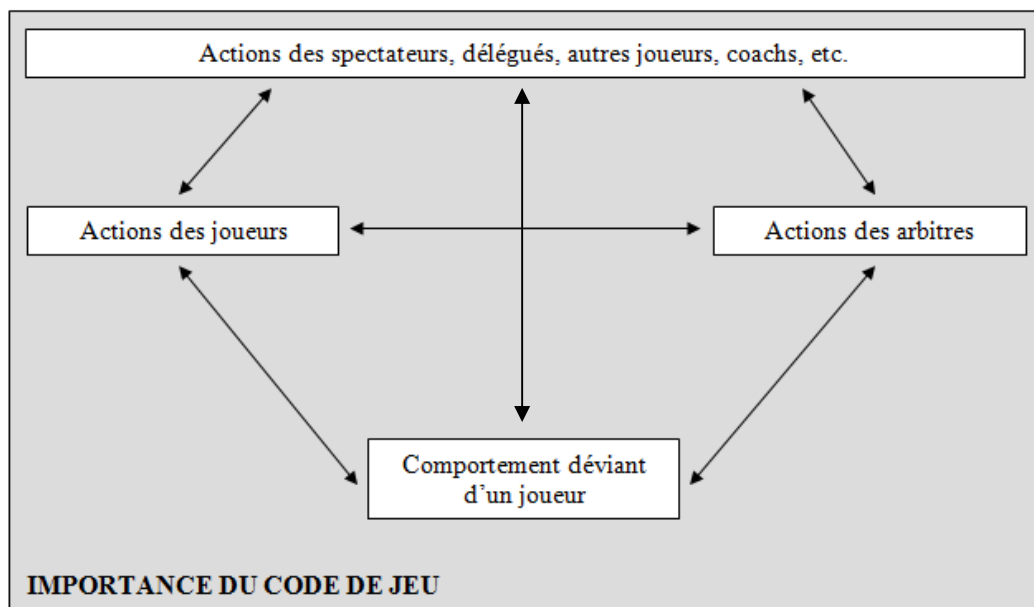 Actions des spectateurs, délégués, autres joueurs, coachs, etc.
Actions des joueurs
Actions des arbitres
Comportement déviant
d’un joueur
IMPORTANCE DU CODE DE JEU